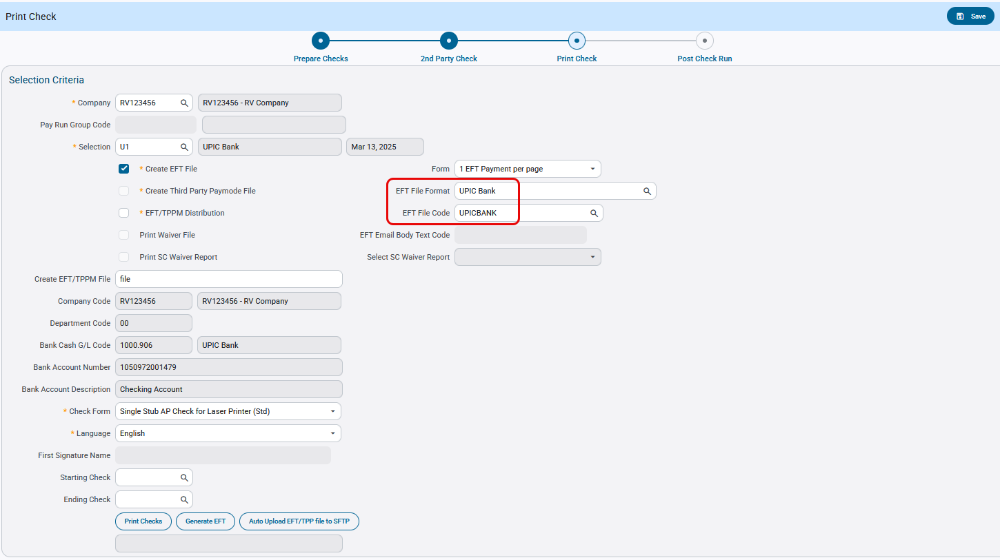 Print Check
Save
Prepare Checks 2nd Party Check Print Check Post Check Run
Selection Criteria
* Company RV123456 RV123456 - RV Company
Pay Run Group Code
* Selection U1 UPIC Bank Mar 13, 2025
* Create EFT File Form 1 EFT Payment per page
* Create Third Party Paymode File EFT File Format UPIC Bank
* EFT/TPPM Distribution EFT File Code UPICBANK
Print Waiver File EFT Email Body Text Code
Print SC Waiver Report Select SC Waiver Report
Create EFT/TPPM File file
Company Code RV123456 RV123456 - RV Company
Department Code 00
Bank Cash G/L Code 1000.906 UPIC Bank
Bank Account Number 1050972001479
Bank Account Description Checking Account
* Check Form Single Stub AP Check for Laser Printer (Std)
* Language English
First Signature Name
Starting Check
Ending Check
Print Checks Generate EFT Auto Upload EFT/TPP file to SFTP